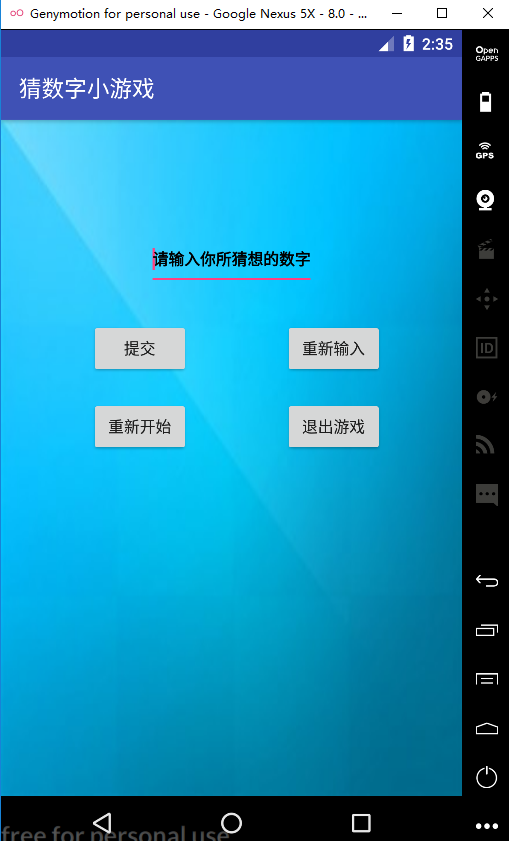 Genymotion for personal use - Google Nexus 5X - 8.0 - ...
2:35
Open
GAPPS
猜数字小游戏
GPS
请输入你所猜想的数字
提交
重新输入
ID
重新开始
退出游戏
free for personal use